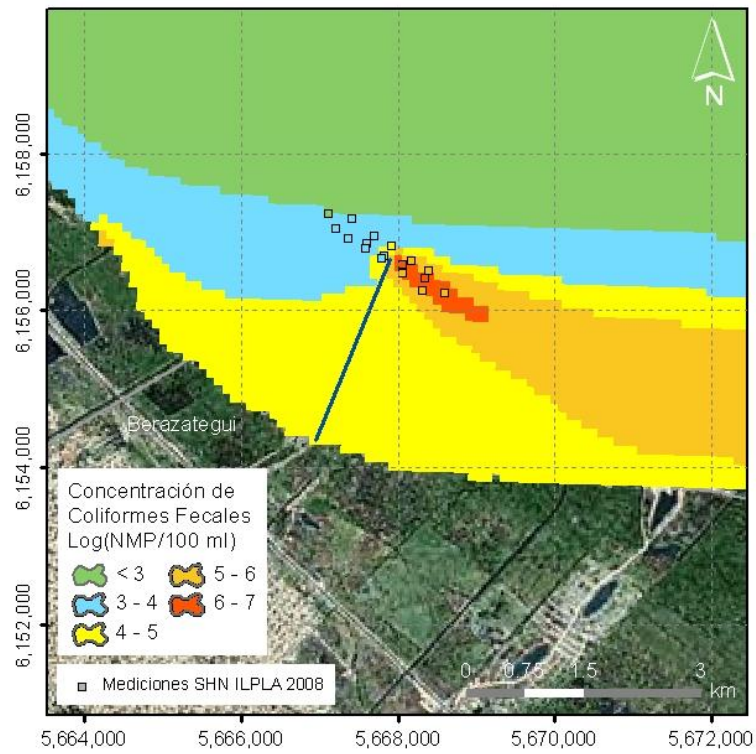 N
6,158,000
6,156,000
6,154,000
6,152,000
Berazategui
Concentración de
Coliformes Fecales
Log(NMP/100 ml)
< 3 5 - 6
3 - 4 6 - 7
4 - 5
Mediciones SHN ILPLA 2008
0 0.75 1.5 3
km
5,664,000 5,666,000 5,668,000 5,670,000 5,672,000